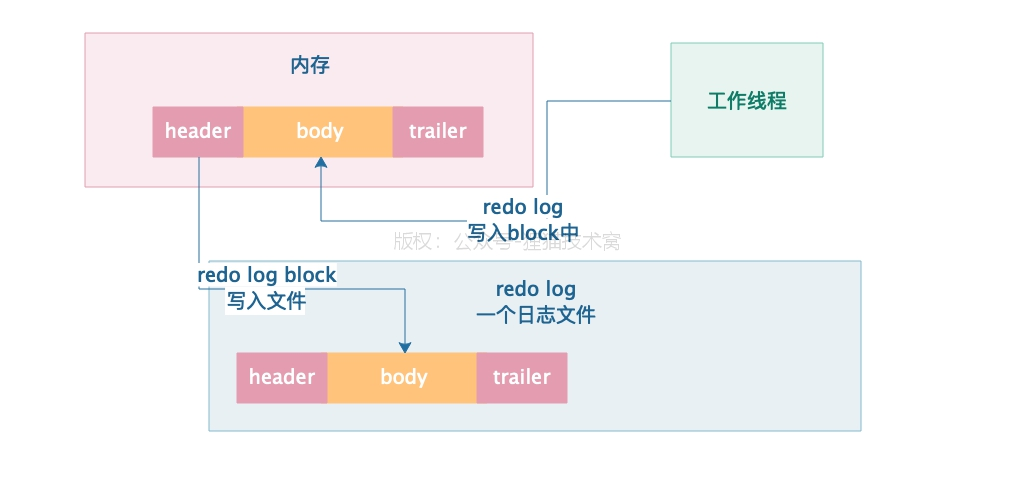 内存
工作线程
header body trailer
redo log
写入block中
版权：公众号-狸猫技术窝
redo log block
写入文件
redo log
一个日志文件
header body trailer